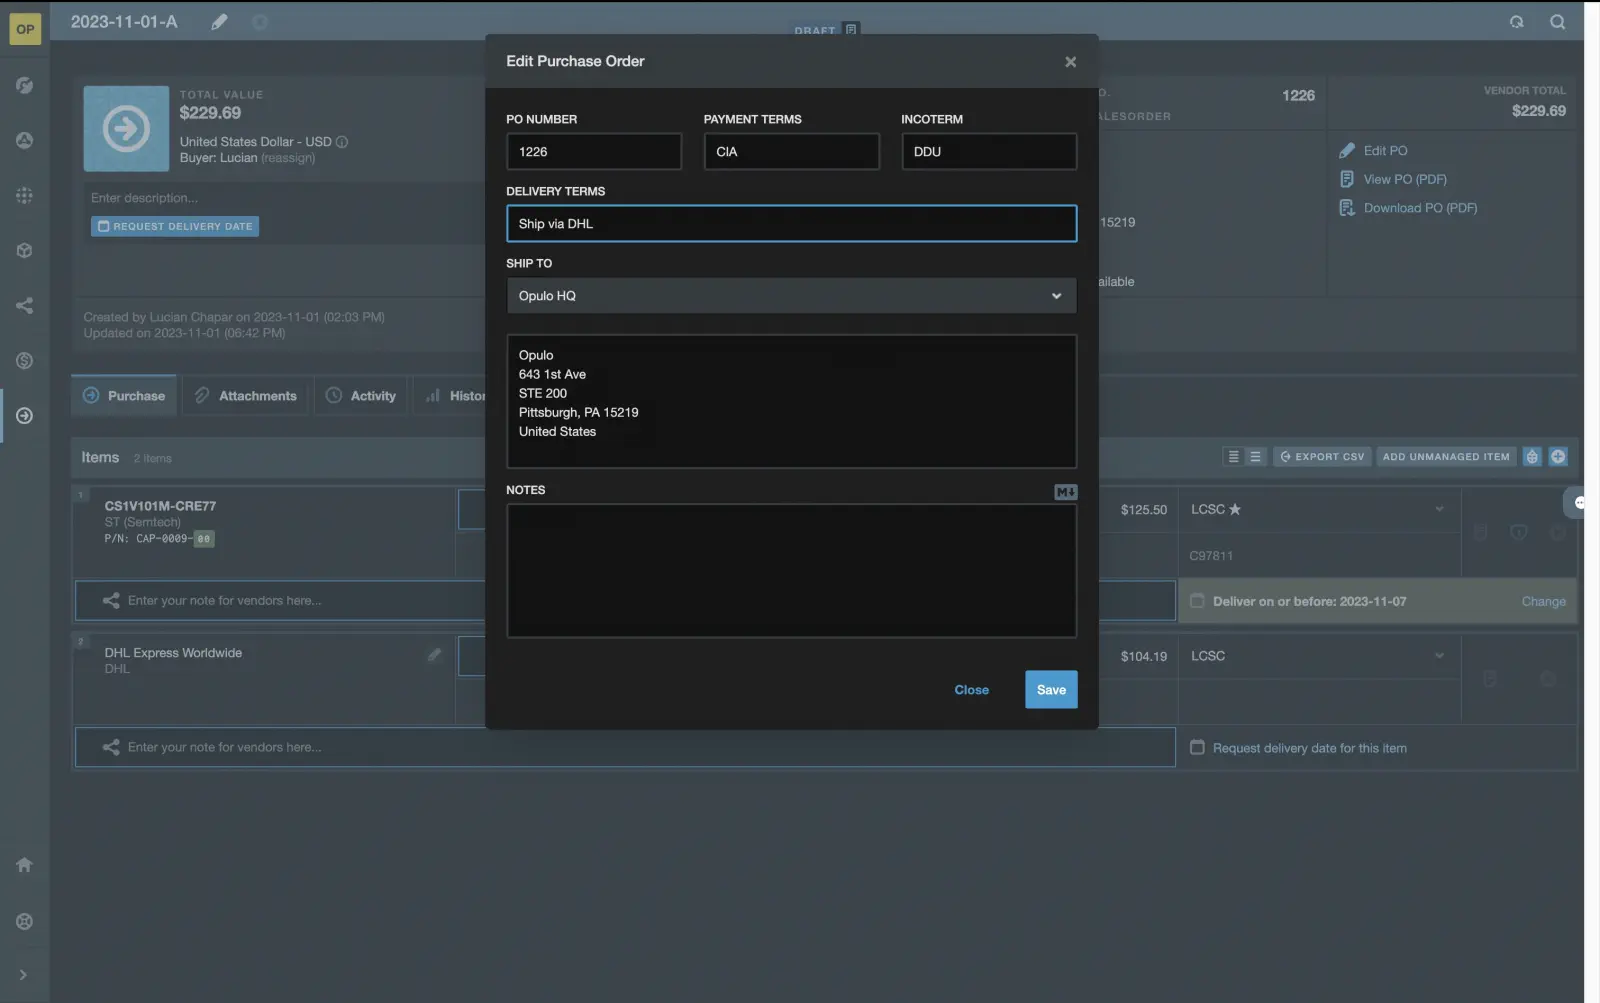 OP
2023-11-01-A
DRAFT
TOTAL VALUE
$229.69
United States Dollar - USD
Buyer: Lucian (reassign)
Enter description...
REQUEST DELIVERY DATE
Created by Lucian Chapar on 2023-11-01 (02:03 PM)
Updated on 2023-11-01 (06:42 PM)
1226
VENDOR TOTAL
$229.69
Edit PO
View PO (PDF)
Download PO (PDF)
15219
Edit Purchase Order
PO NUMBER
PAYMENT TERMS
INCOTERM
1226
CIA
DDU
DELIVERY TERMS
Ship via DHL
SHIP TO
Opulo HQ
Opulo
643 1st Ave
STE 200
Pittsburgh, PA 15219
United States
NOTES
M
Close
Save
Purchase
Attachments
Activity
Histor
Items
2 Items
EXPORT CSV
ADD UNMANAGED ITEM
1
CS1V101M-CRE77
ST (Semtech)
P/N: CAP-0009-00
$125.50
LCSC
C97811
Enter your note for vendors here...
Deliver on or before: 2023-11-07
Change
2
DHL Express Worldwide
DHL
$104.19
LCSC
Enter your note for vendors here...
Request delivery date for this item